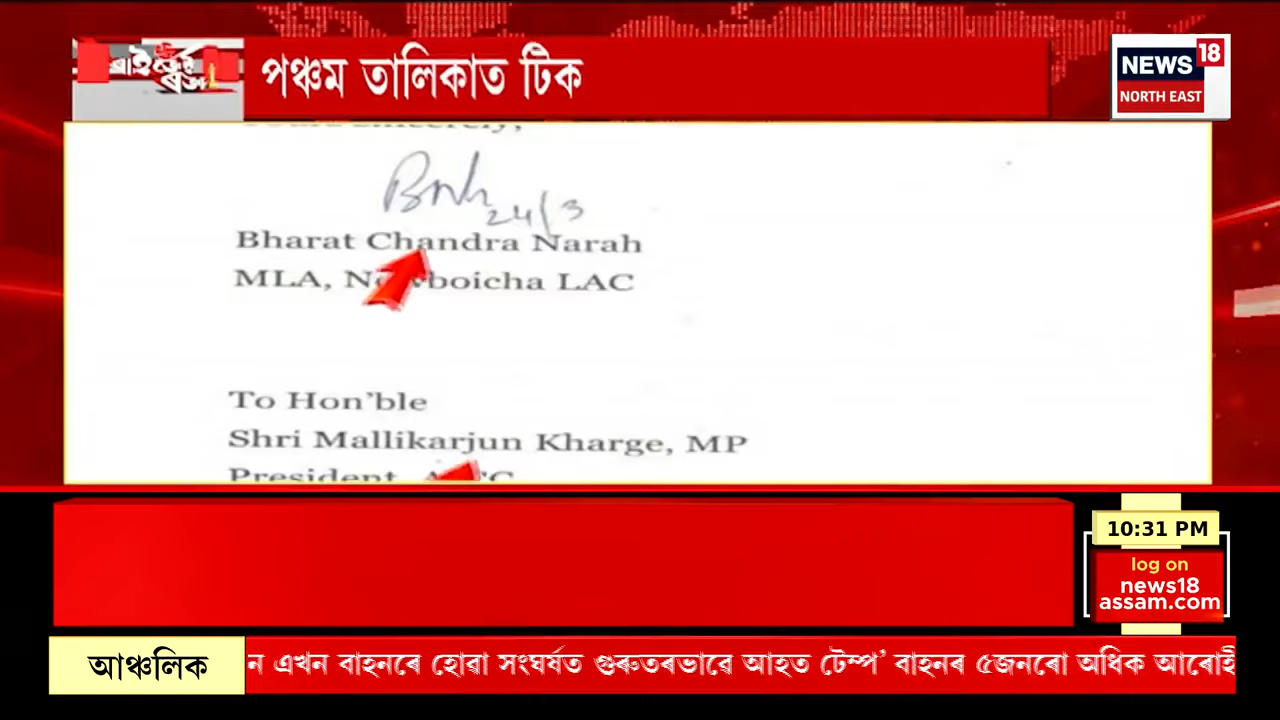 পঞ্চম তালিকাত টিক
NEWS 18
NORTH EAST
24/3
Bharat Chandra Narah
MLA, Nowboicha LAC
To Hon'ble
Shri Mallikarjun Kharge, MP
President,
10:31 PM
log on
news18
assam.com
আঞ্চলিক
এখন বাহনৰে হোৱা সংঘৰ্ষত গুৰুতৰভাৱে আহত টেম্প' বাহনৰ ৫জনৰো অধিক আৰোহী